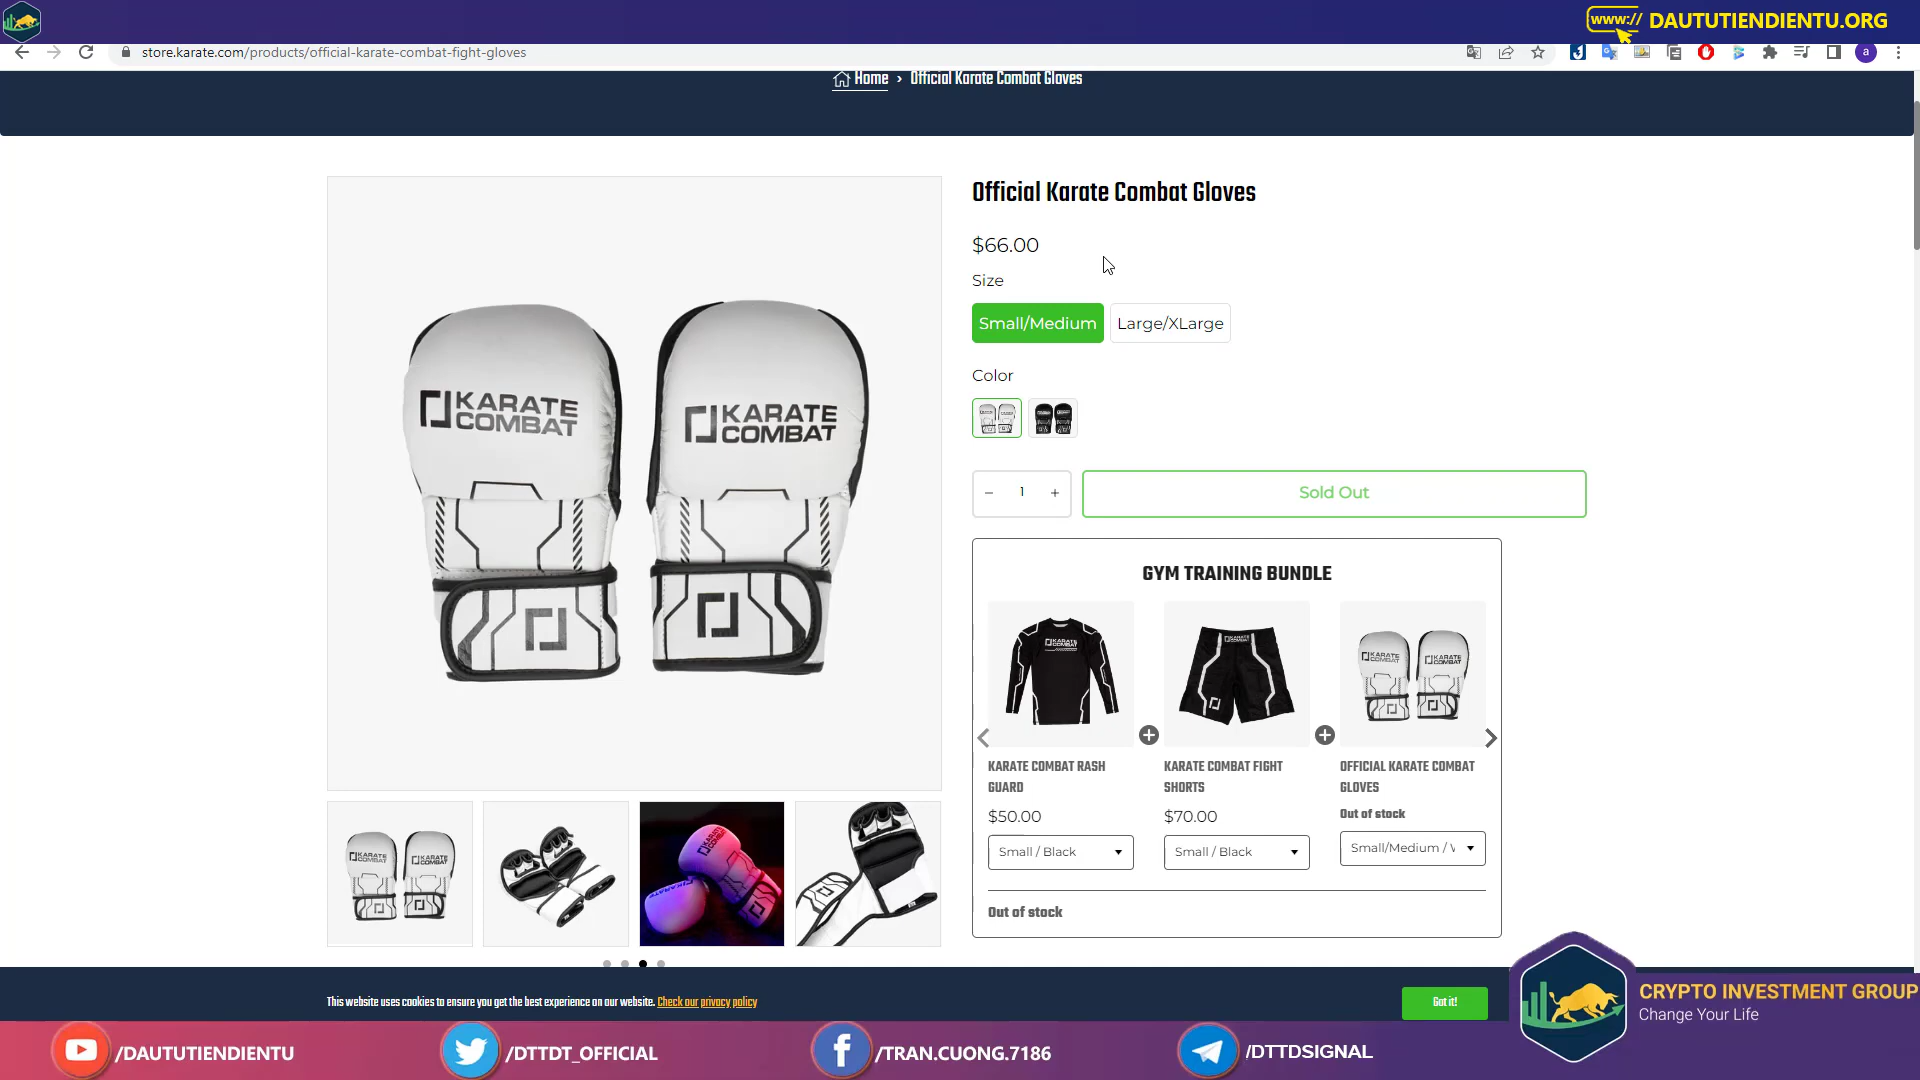 www:// DAUTUTIENDIENTU.ORG
store.karate.com/products/official-karate-combat-fight-gloves
a
Home › Official Karate Combat Gloves
Official Karate Combat Gloves
$66.00
Size
Small/Medium
Large/XLarge
Color
− 1 +
Sold Out
KARATE
COMBAT
KARATE
COMBAT
GYM TRAINING BUNDLE
KARATE COMBAT RASH
GUARD
$50.00
Small / Black
KARATE COMBAT FIGHT
SHORTS
$70.00
Small / Black
OFFICIAL KARATE COMBAT
GLOVES
Out of stock
Small/Medium /
Out of stock
This website uses cookies to ensure you get the best experience on our website. Check our privacy policy
Got it!
CRYPTO INVESTMENT GROUP
Change Your Life
/DAUTUTIENDIENTU
/DTTDT_OFFICIAL
/TRAN.CUONG.7186
/DTTDSIGNAL